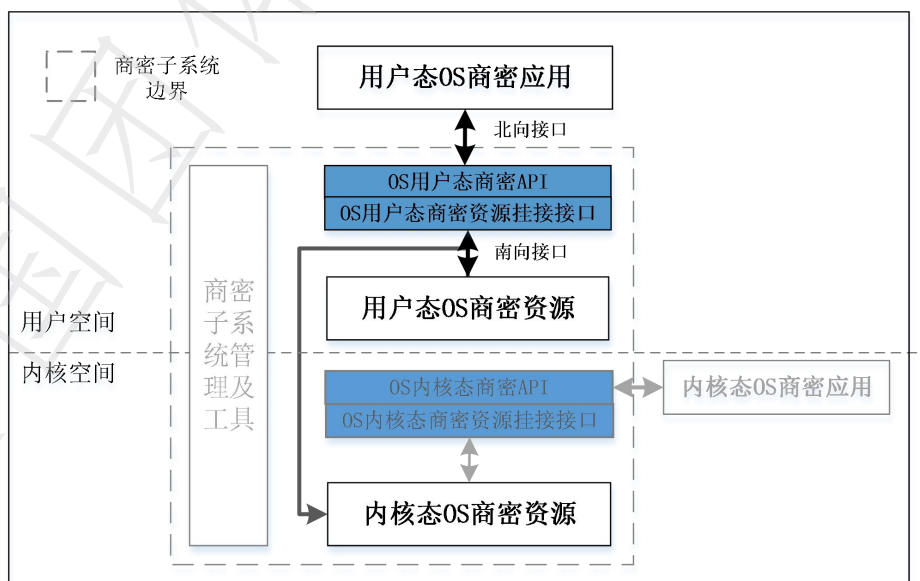 商密子系统
边界
用户态OS商密应用
北向接口
OS用户态商密API
OS用户态商密资源挂接接口
南向接口
商密
子系
统管
理及
工具
用户态OS商密资源
用户空间
内核空间
OS内核态商密API
内核态OS商密应用
OS内核态商密资源挂接接口
内核态OS商密资源